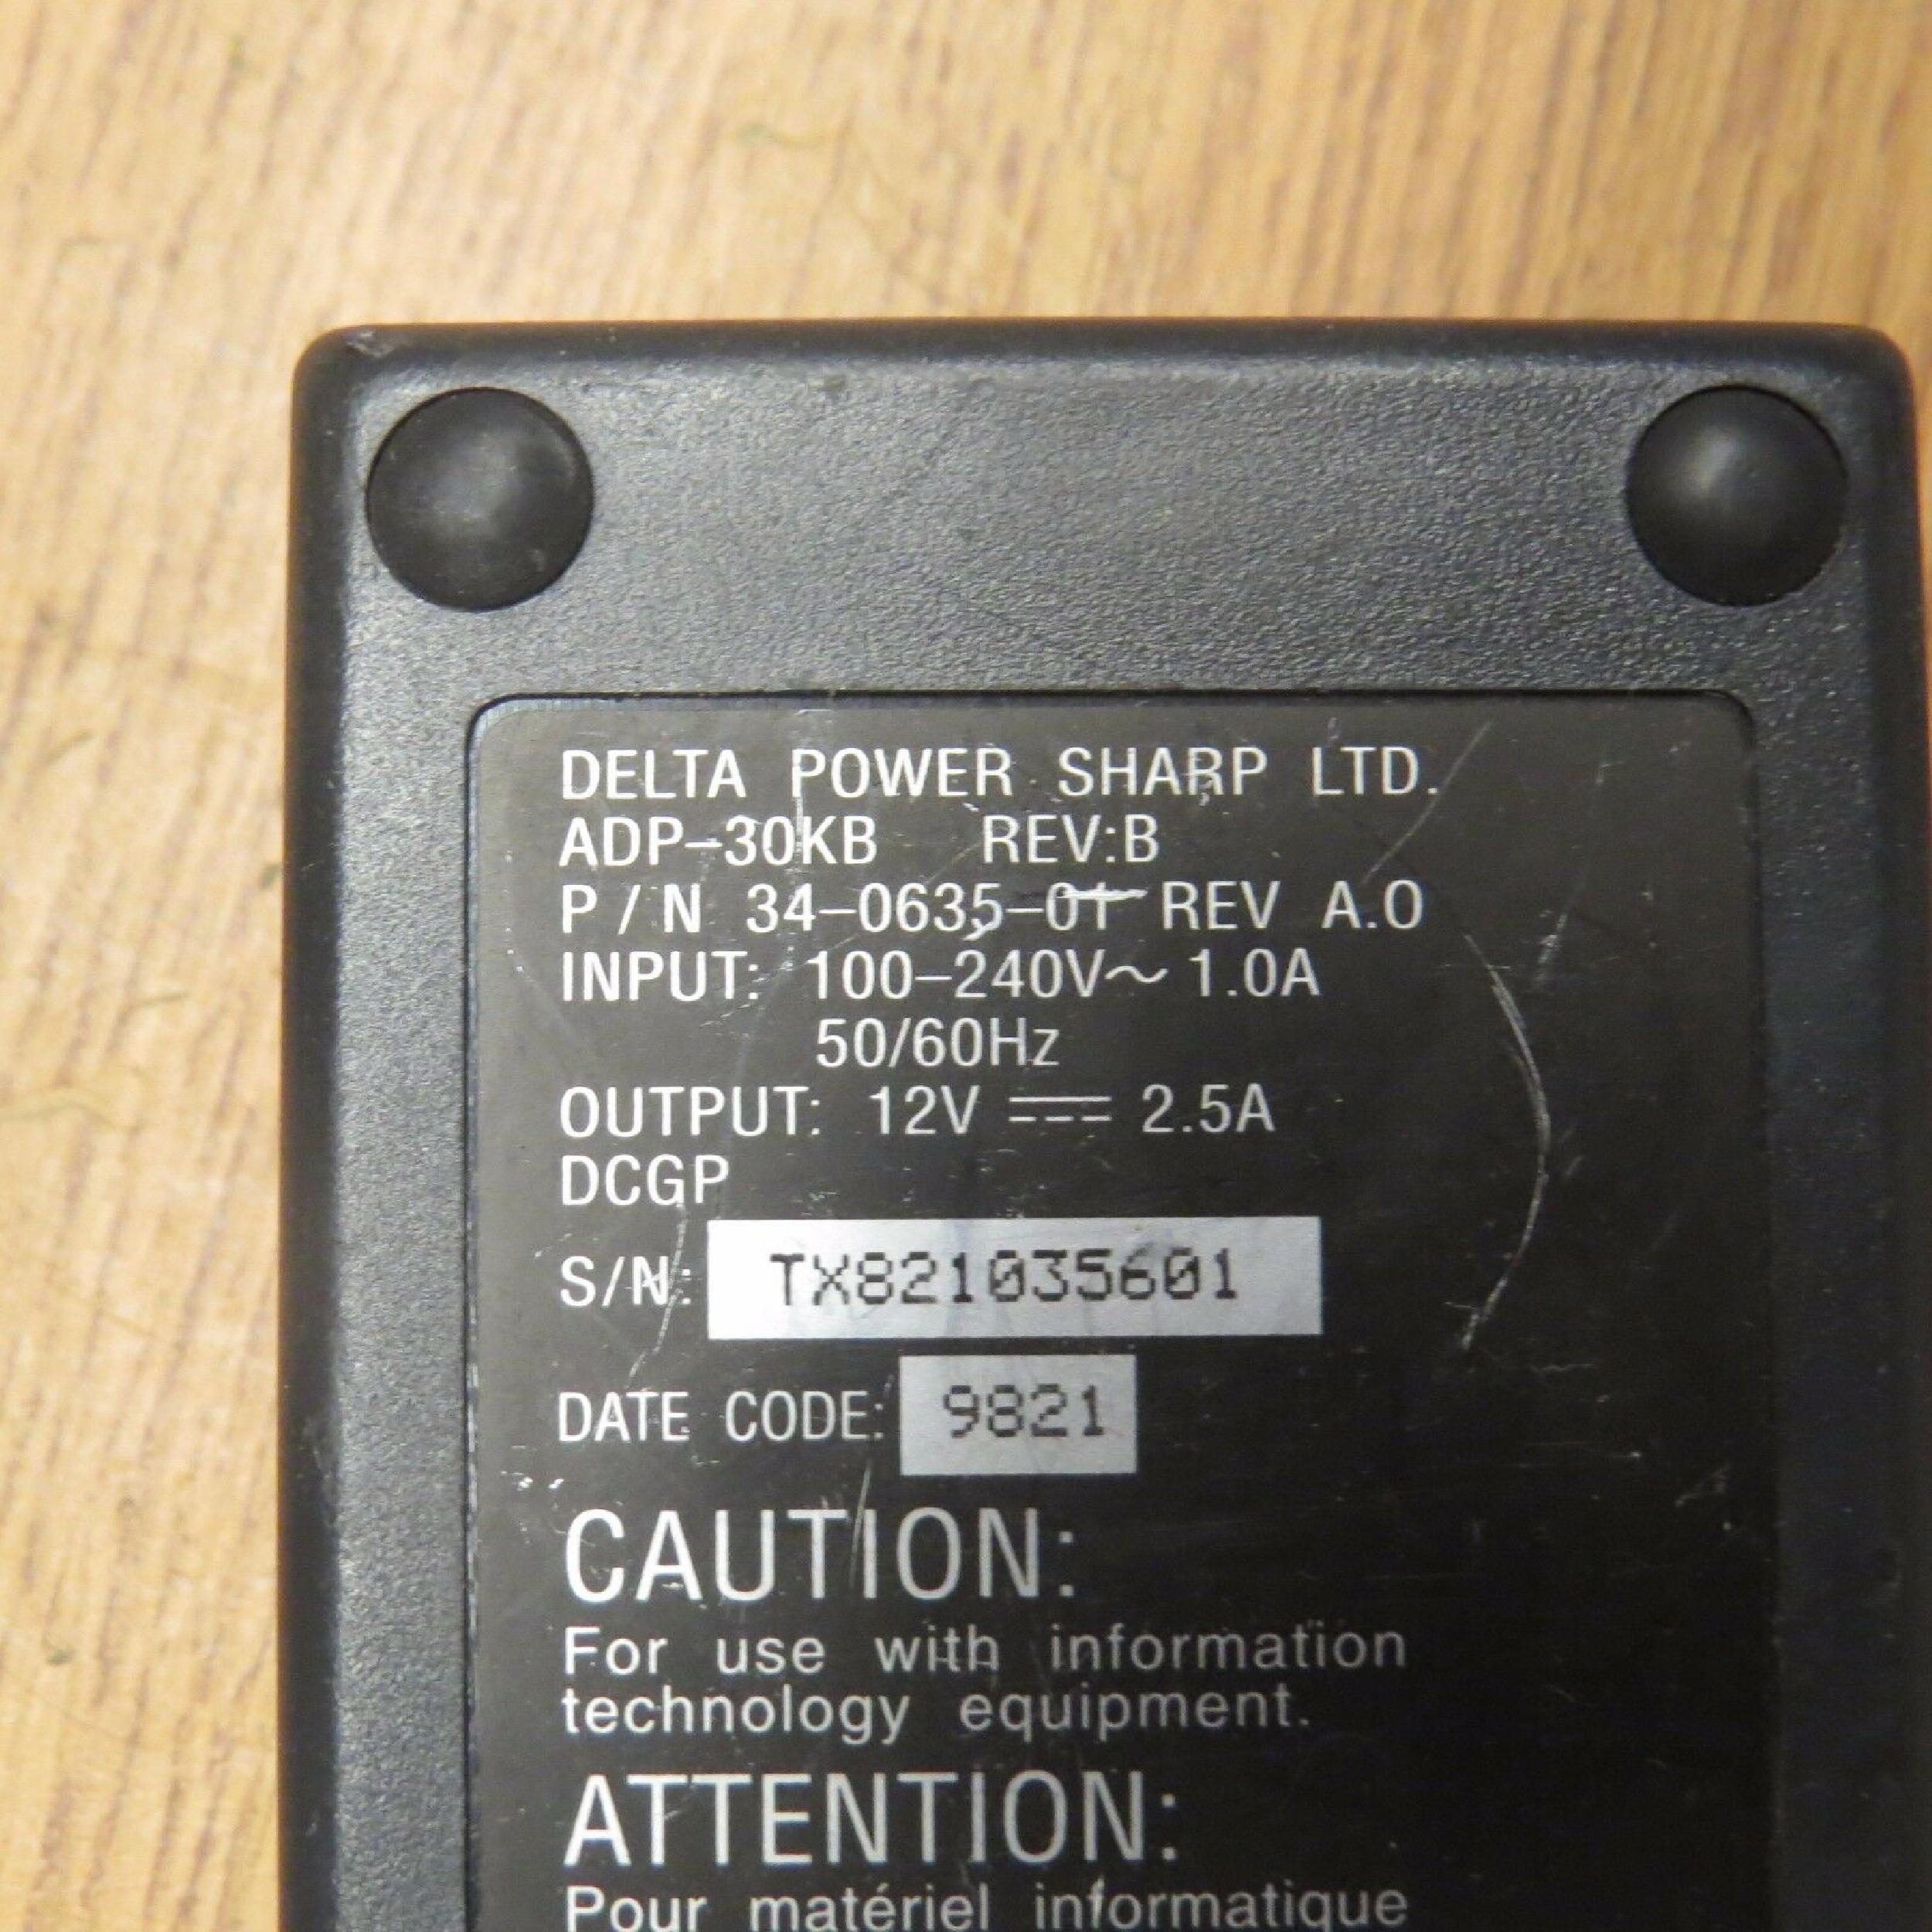 DELTA POWER SHARP LTD.
ADP-30KB REV:B
P/N 34-0635-01 REV A.0
INPUT: 100-240V~ 1.0A
50/60Hz
OUTPUT: 12V ⎓ 2.5A
DCGP
S/N: TX821035601
DATE CODE: 9821
CAUTION:
For use with information
technology equipment.
ATTENTION:
Pour matériel informatique